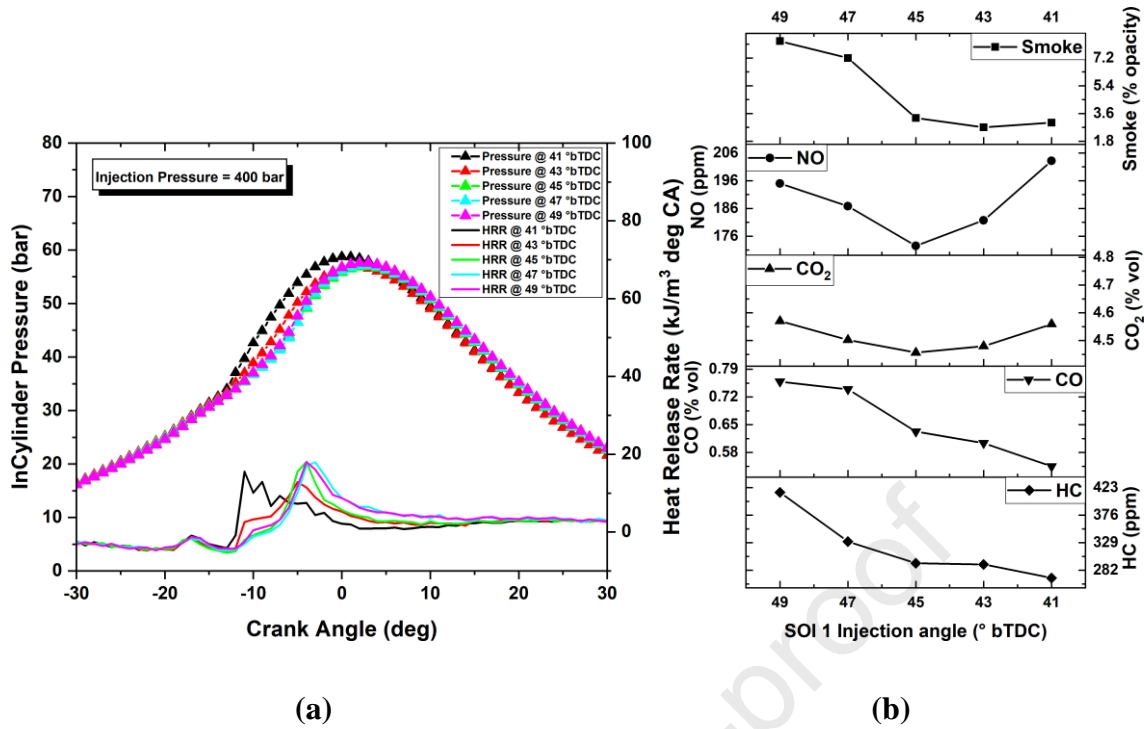 80
70
60
50
40
30
20
10
0
InCylinder Pressure (bar)
Injection Pressure = 400 bar
Pressure @ 41 °bTDC
Pressure @ 43 °bTDC
Pressure @ 45 °bTDC
Pressure @ 47 °bTDC
Pressure @ 49 °bTDC
HRR @ 41 °bTDC
HRR @ 43 °bTDC
HRR @ 45 °bTDC
HRR @ 47 °bTDC
HRR @ 49 °bTDC
100
80
60
40
20
0
Heat Release Rate (kJ/m³ deg CA)
-30 -20 -10 0 10 20 30
Crank Angle (deg)
(a)
49 47 45 43 41
Smoke
7.2
5.4
3.6
1.8
Smoke (% opacity)
NO
206
196
186
176
NO (ppm)
CO₂
4.8
4.7
4.6
4.5
CO₂ (% vol)
CO
0.79
0.72
0.65
0.58
CO (% vol)
HC
423
376
329
282
HC (ppm)
49 47 45 43 41
SOI 1 Injection angle (° bTDC)
(b)
-proof